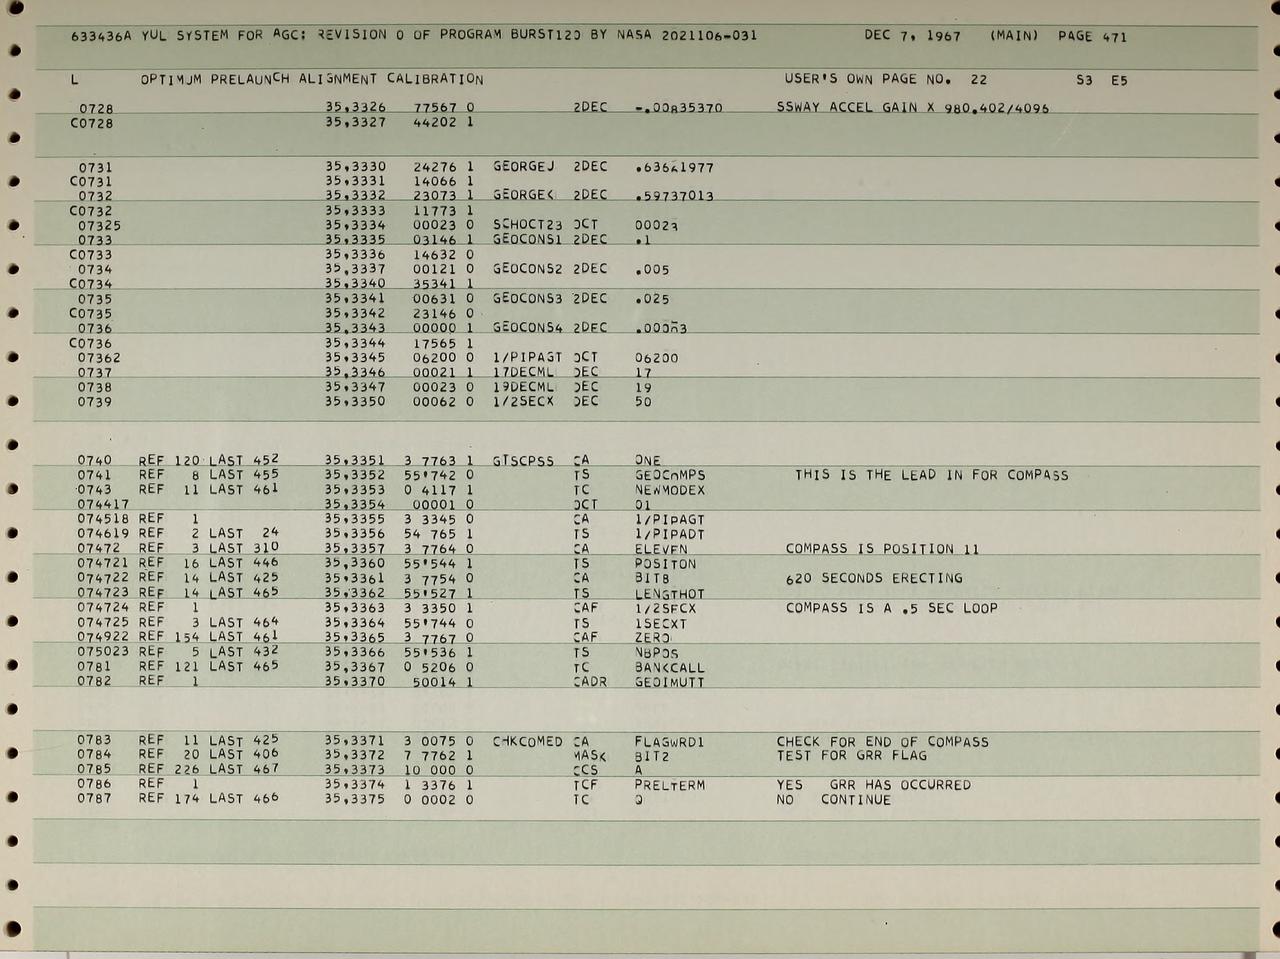 633436A YUL SYSTEM FOR AGC: REVISION 0 OF PROGRAM BURST120 BY NASA 2021106-031 DEC 7, 1967 (MAIN) PAGE 471
L OPTIMUM PRELAUNCH ALIGNMENT CALIBRATION USER'S OWN PAGE NO. 22 S3 E5
0728 35,3326 77567 0 2DEC -.00835370 SSWAY ACCEL GAIN X 980.402/4096
C0728 35,3327 44202 1
0731 35,3330 24276 1 GEORGEJ 2DEC .63661977
C0731 35,3331 14066 1
0732 35,3332 23073 1 GEORGEK 2DEC .59737013
C0732 35,3333 11773 1
07325 35,3334 00023 0 SCHOCT23 OCT 00023
0733 35,3335 03146 1 GEOCONS1 2DEC .1
C0733 35,3336 14632 0
0734 35,3337 00121 0 GEOCONS2 2DEC .005
C0734 35,3340 35341 1
0735 35,3341 00631 0 GEOCONS3 2DEC .025
C0735 35,3342 23146 0
0736 35,3343 00000 1 GEOCONS4 2DEC .00003
C0736 35,3344 17565 1
07362 35,3345 06200 0 1/PIPAGT OCT 06200
0737 35,3346 00021 1 17DECML DEC 17
0738 35,3347 00023 0 19DECML DEC 19
0739 35,3350 00062 0 1/2SECX DEC 50
0740 REF 120 LAST 452 35,3351 3 7763 1 GTSCPSS CA ONE
0741 REF 8 LAST 455 35,3352 55'742 0 TS GEOCOMPS THIS IS THE LEAD IN FOR COMPASS
0743 REF 11 LAST 461 35,3353 0 4117 1 TC NEWMODEX
074417 35,3354 00001 0 OCT 01
074518 REF 1 35,3355 3 3345 0 CA 1/PIPAGT
074619 REF 2 LAST 24 35,3356 54 765 1 TS 1/PIPADT
07472 REF 3 LAST 310 35,3357 3 7764 0 CA ELEVEN COMPASS IS POSITION 11
074721 REF 16 LAST 446 35,3360 55'544 1 TS POSITON
074722 REF 14 LAST 425 35,3361 3 7754 0 CA BIT8 620 SECONDS ERECTING
074723 REF 14 LAST 465 35,3362 55'527 1 TS LENGTHOT
074724 REF 1 35,3363 3 3350 1 CAF 1/2SECX COMPASS IS A .5 SEC LOOP
074725 REF 3 LAST 464 35,3364 55'744 0 TS 1SECXT
074922 REF 154 LAST 461 35,3365 3 7767 0 CAF ZERO
075023 REF 5 LAST 432 35,3366 55'536 1 TS NBPOS
0781 REF 121 LAST 465 35,3367 0 5206 0 TC BANKCALL
0782 REF 1 35,3370 50014 1 CADR GEOIMUTT
0783 REF 11 LAST 425 35,3371 3 0075 0 CHKCOMED CA FLAGWRD1 CHECK FOR END OF COMPASS
0784 REF 20 LAST 406 35,3372 7 7762 1 MASK BIT2 TEST FOR GRR FLAG
0785 REF 226 LAST 467 35,3373 10 000 0 CCS A
0786 REF 1 35,3374 1 3376 1 TCF PRELTERM YES GRR HAS OCCURRED
0787 REF 174 LAST 466 35,3375 0 0002 0 TC Q NO CONTINUE